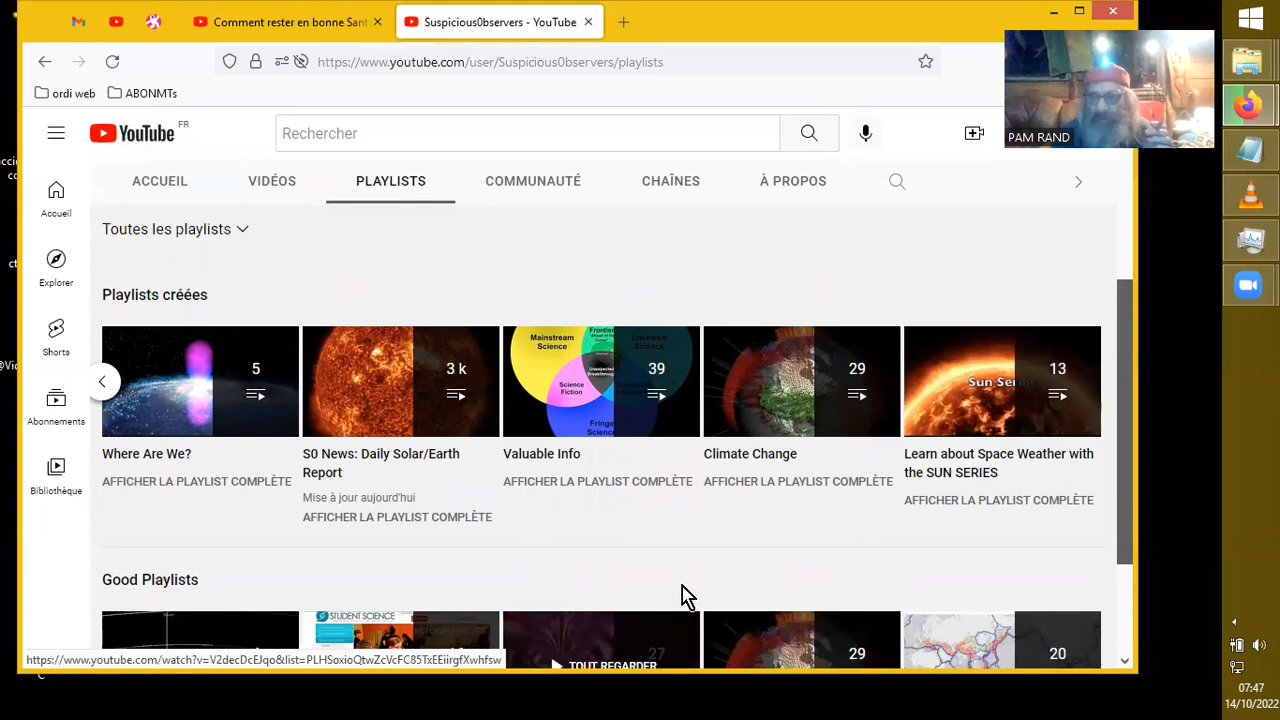 Comment rester en bonne Sant
Suspicious0bservers - YouTube
https://www.youtube.com/user/Suspicious0bservers/playlists
ordi web
ABONMTs
PAM RAND
YouTube FR
Rechercher
ACCUEIL
VIDÉOS
PLAYLISTS
COMMUNAUTÉ
CHAÎNES
À PROPOS
Accueil
Explorer
Shorts
Abonnements
Bibliothèque
Toutes les playlists
Playlists créées
5
3 k
Mainstream
Science
Science
Fiction
Fringe
Scien
39
29
Sun Seri
13
Where Are We?
AFFICHER LA PLAYLIST COMPLÈTE
S0 News: Daily Solar/Earth
Report
Mise à jour aujourd'hui
AFFICHER LA PLAYLIST COMPLÈTE
Valuable Info
AFFICHER LA PLAYLIST COMPLÈTE
Climate Change
AFFICHER LA PLAYLIST COMPLÈTE
Learn about Space Weather with
the SUN SERIES
AFFICHER LA PLAYLIST COMPLÈTE
Good Playlists
STUDENT SCIENCE
27
TOUT REGARDER
29
20
https://www.youtube.com/watch?v=V2decDcEJqo&list=PLHSoxioQtwZcVcFC85TxEEiirgfXwhfsw
07:47
14/10/2022